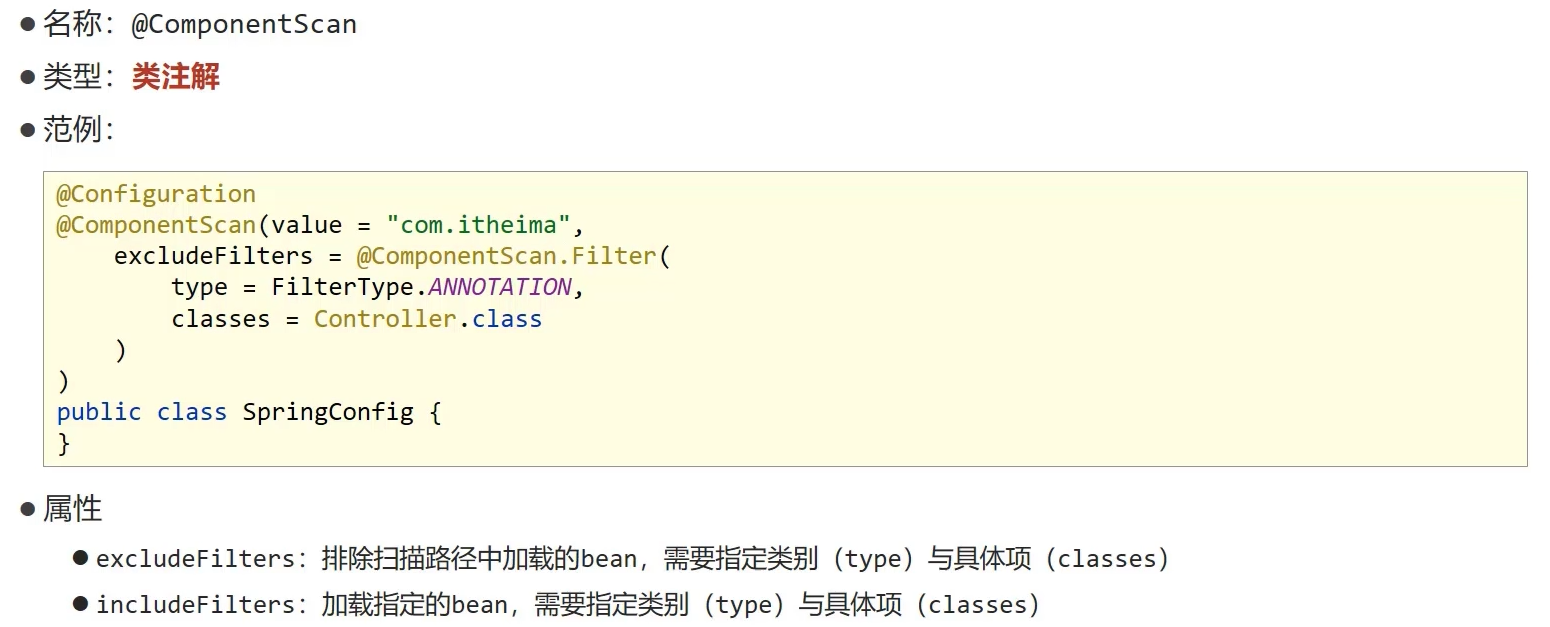 ● 名称：@ComponentScan
● 类型：类注解
● 范例：
@Configuration
@ComponentScan(value = "com.itheima",
    excludeFilters = @ComponentScan.Filter(
        type = FilterType.ANNOTATION,
        classes = Controller.class
    )
)
public class SpringConfig {
}
● 属性
● excludeFilters：排除扫描路径中加载的bean，需要指定类别（type）与具体项（classes）
● includeFilters：加载指定的bean，需要指定类别（type）与具体项（classes）